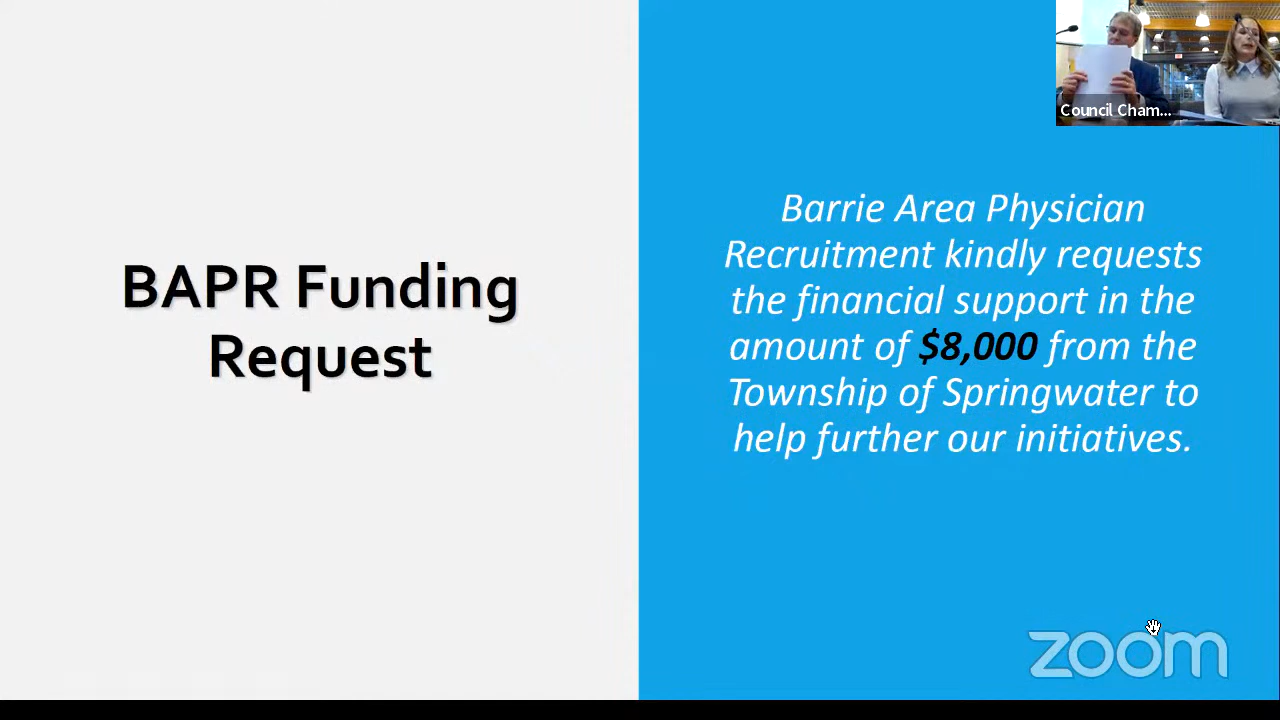 Council Cham...
BAPR Funding
Request
Barrie Area Physician
Recruitment kindly requests
the financial support in the
amount of $8,000 from the
Township of Springwater to
help further our initiatives.
zoom